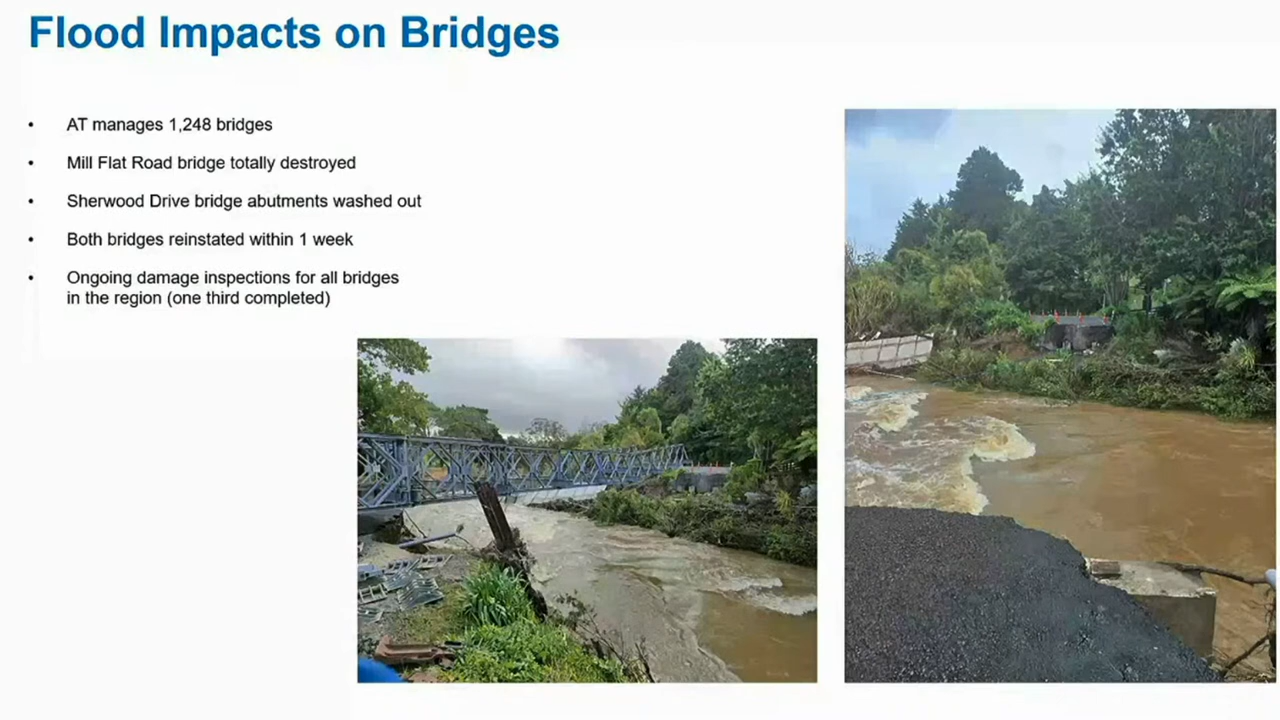 Flood Impacts on Bridges
• AT manages 1,248 bridges
• Mill Flat Road bridge totally destroyed
• Sherwood Drive bridge abutments washed out
• Both bridges reinstated within 1 week
• Ongoing damage inspections for all bridges
in the region (one third completed)